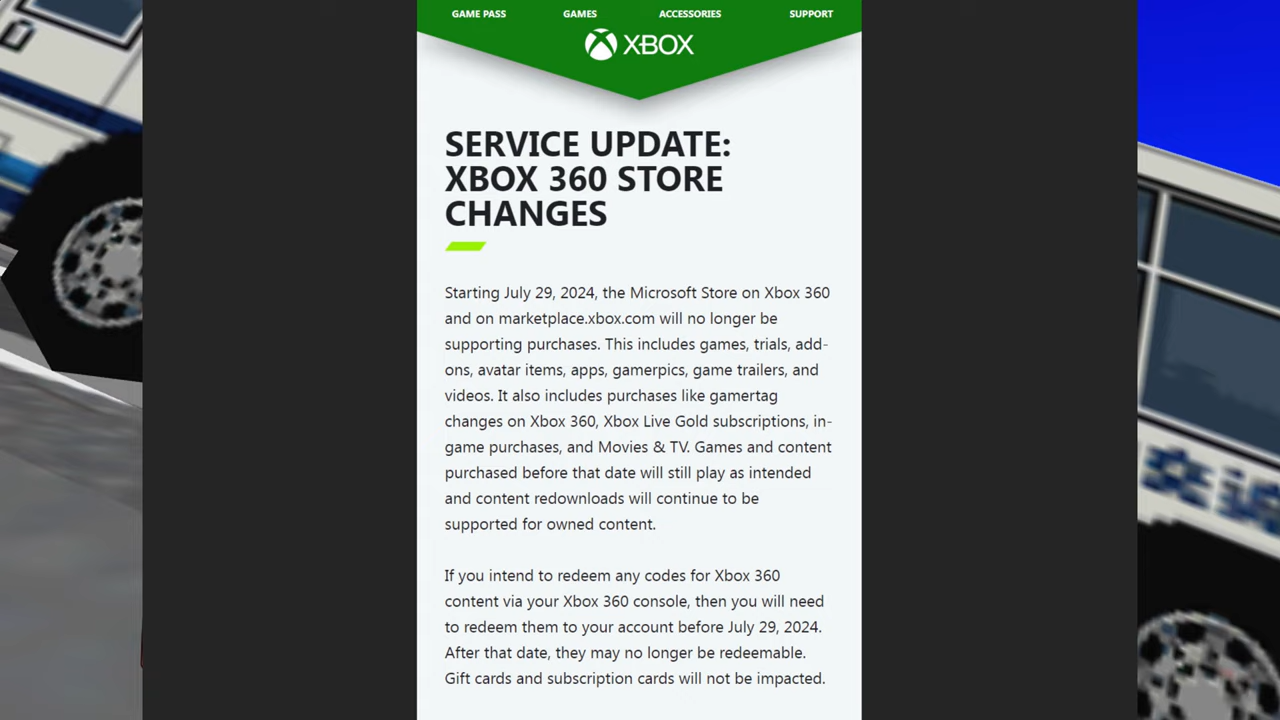 GAME PASS GAMES ACCESSORIES SUPPORT
XBOX
SERVICE UPDATE:
XBOX 360 STORE
CHANGES
Starting July 29, 2024, the Microsoft Store on Xbox 360
and on marketplace.xbox.com will no longer be
supporting purchases. This includes games, trials, add-
ons, avatar items, apps, gamerpics, game trailers, and
videos. It also includes purchases like gamertag
changes on Xbox 360, Xbox Live Gold subscriptions, in-
game purchases, and Movies & TV. Games and content
purchased before that date will still play as intended
and content redownloads will continue to be
supported for owned content.
If you intend to redeem any codes for Xbox 360
content via your Xbox 360 console, then you will need
to redeem them to your account before July 29, 2024.
After that date, they may no longer be redeemable.
Gift cards and subscription cards will not be impacted.